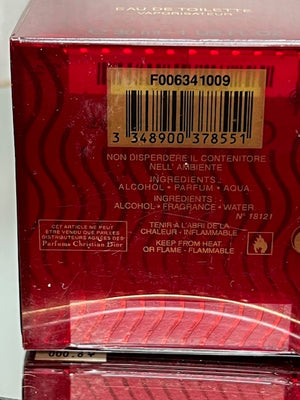 EAU DE TOILETTE
VAPORISATEUR
F006341009
3 348900 378551
NON DISPERDERE IL CONTENITORE
NELL'AMBIENTE
INGREDIENTS...
ALCOHOL • PARFUM • AQUA
INGREDIENTS:
ALCOHOL • FRAGRANCE • WATER
N° 18121
CET ARTICLE NE PEUT
ÊTRE VENDU QUE PAR LES
DISTRIBUTEURS AGRÉÉS DES
Parfums Christian Dior
TENIR A L'ABRI DE LA
CHALEUR - INFLAMMABLE
KEEP FROM HEAT
OR FLAME - FLAMMABLE